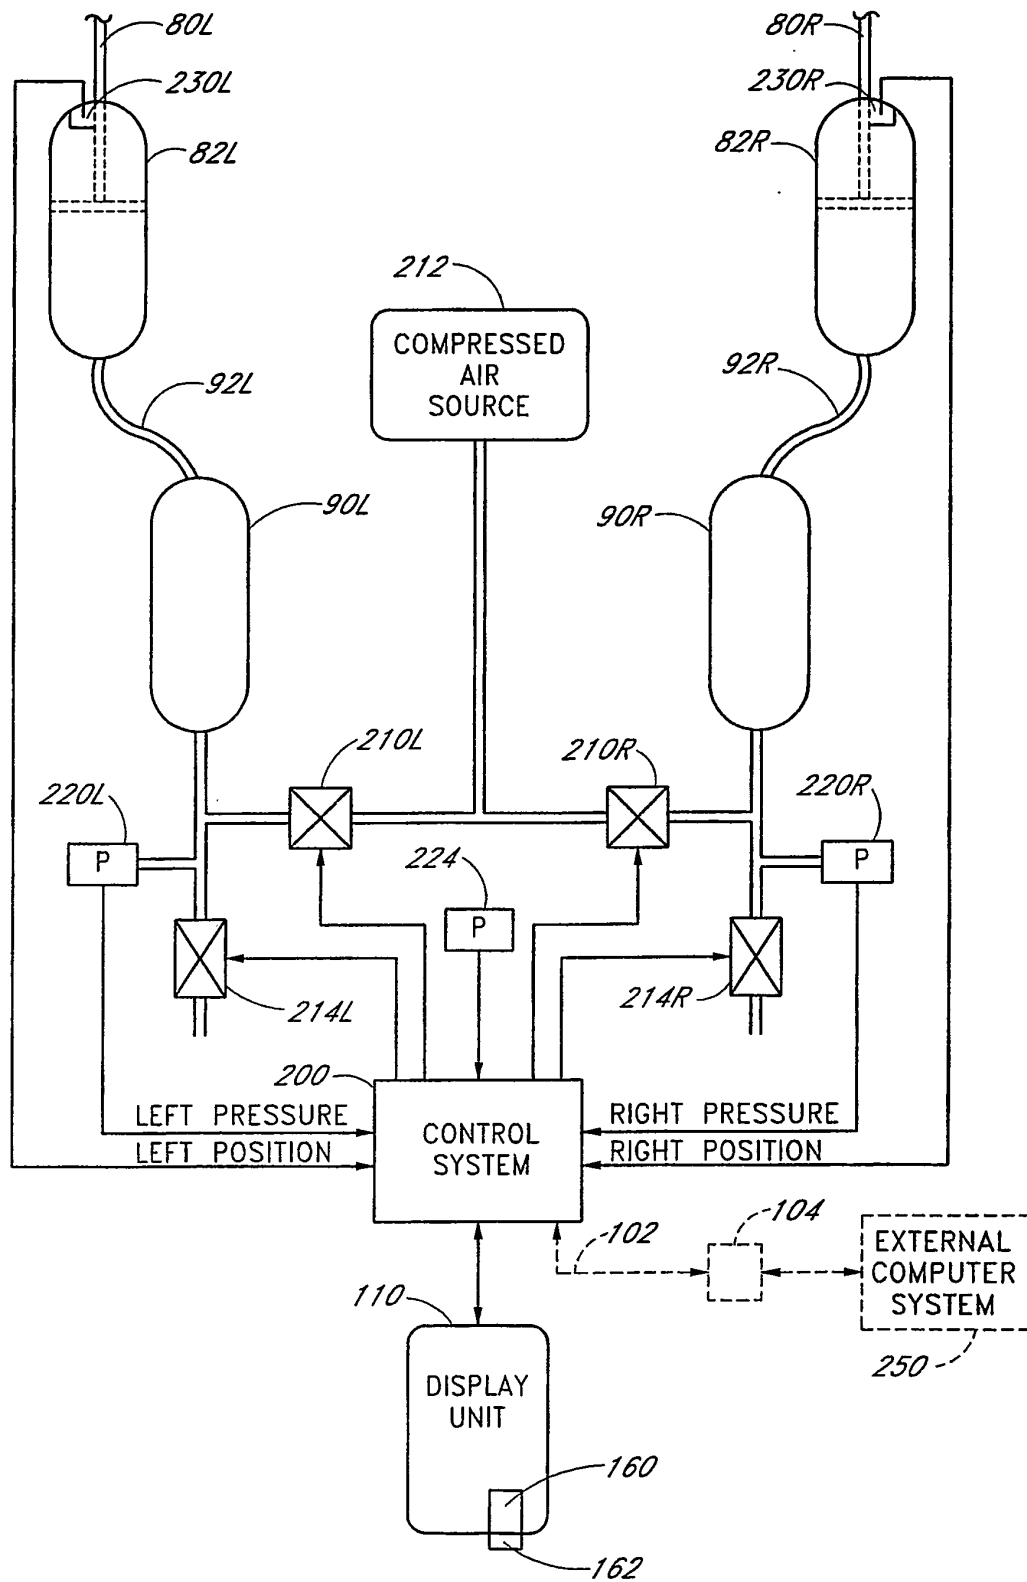 80L
80R
230L
230R
82L
82R
212
COMPRESSED
AIR
SOURCE
92L
92R
90L
90R
210L
210R
220L
220R
P
224
P
P
214L
214R
200
LEFT PRESSURE
LEFT POSITION
CONTROL
SYSTEM
RIGHT PRESSURE
RIGHT POSITION
102
104
EXTERNAL
COMPUTER
SYSTEM
250
110
DISPLAY
UNIT
160
162